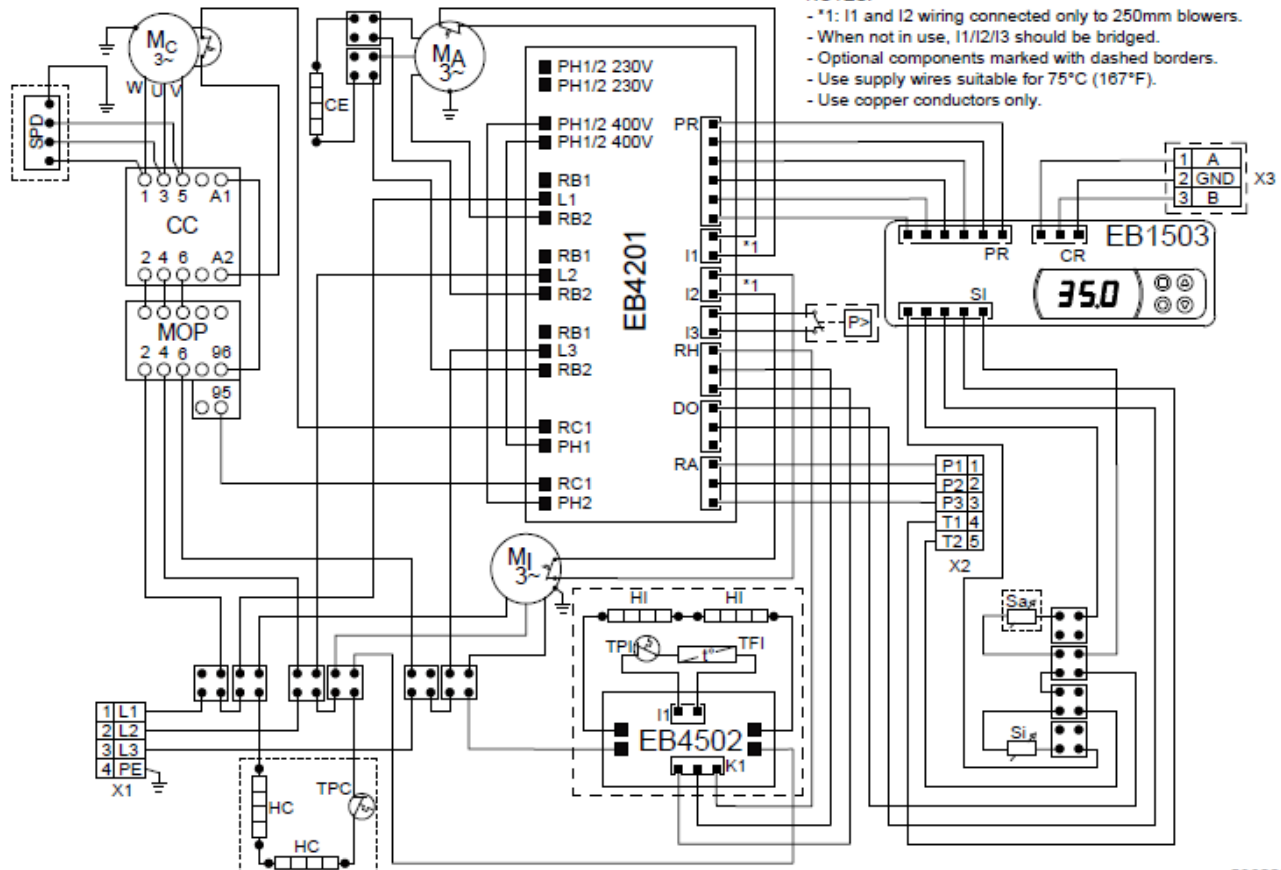 - *1: I1 and I2 wiring connected only to 250mm blowers.
- When not in use, I1/I2/I3 should be bridged.
- Optional components marked with dashed borders.
- Use supply wires suitable for 75°C (167°F).
- Use copper conductors only.
MC
3~
W U V
SPD
1 3 5 A1
CC
2 4 6 A2
MOP
2 4 6 96
95
CE
MA
3~
PH1/2 230V
PH1/2 230V
PH1/2 400V
PH1/2 400V
RB1
L1
RB2
RB1
L2
RB2
RB1
L3
RB2
RC1
PH1
RC1
PH2
EB4201
PR
I1
*1
I2
*1
I3
RH
DO
RA
P>
1 A
2 GND
3 B
X3
EB1503
PR
CR
SI
35.0
P1 1
P2 2
P3 3
T1 4
T2 5
X2
Sa
Si
MI
3~
HI
HI
TPI
t°
TFI
I1
EB4502
K1
1 L1
2 L2
3 L3
4 PE
X1
TPC
HC
HC